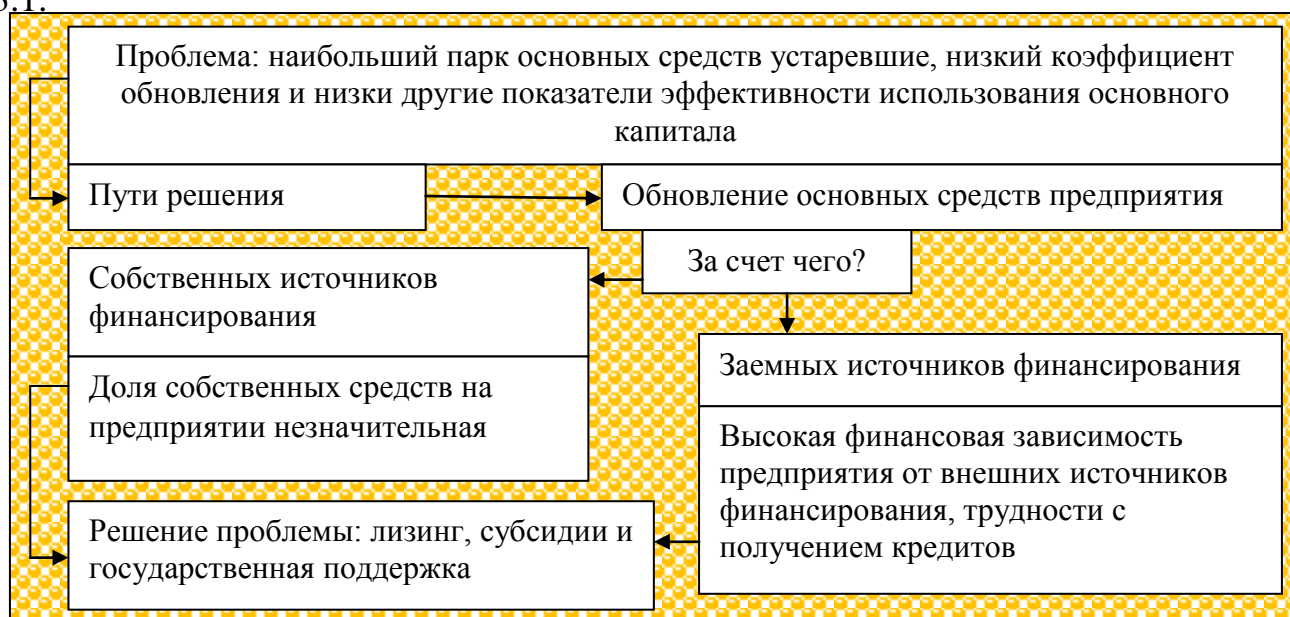 3.1.
Проблема: наибольший парк основных средств устаревшие, низкий коэффициент
обновления и низки другие показатели эффективности использования основного
капитала
Пути решения
Обновление основных средств предприятия
За счет чего?
Собственных источников
финансирования
Доля собственных средств на
предприятии незначительная
Заемных источников финансирования
Высокая финансовая зависимость
предприятия от внешних источников
финансирования, трудности с
получением кредитов
Решение проблемы: лизинг, субсидии и
государственная поддержка